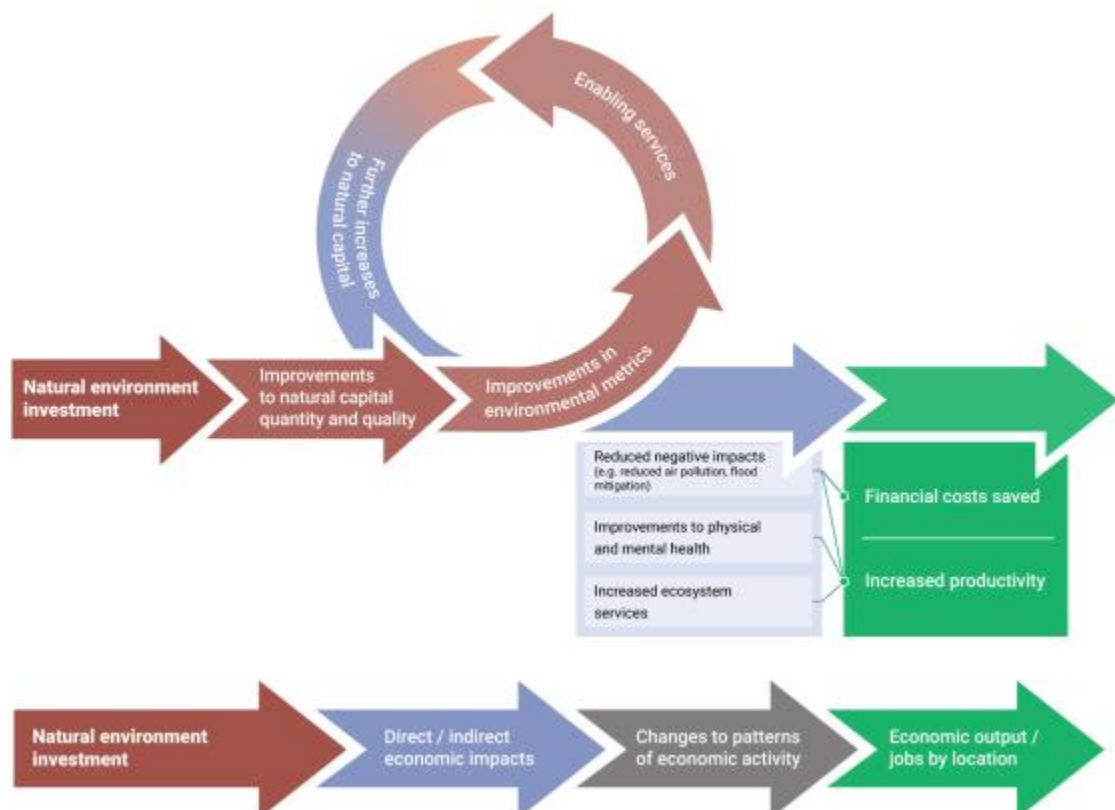 Enabling services
Further increases
to natural capital
Natural environment
investment
Improvements
to natural capital
quantity and quality
Improvements in
environmental metrics
Reduced negative impacts
(e.g. reduced air pollution, flood
mitigation)
Improvements to physical
and mental health
Increased ecosystem
services
Financial costs saved
Increased productivity
Natural environment
investment
Direct / indirect
economic impacts
Changes to patterns
of economic activity
Economic output /
jobs by location